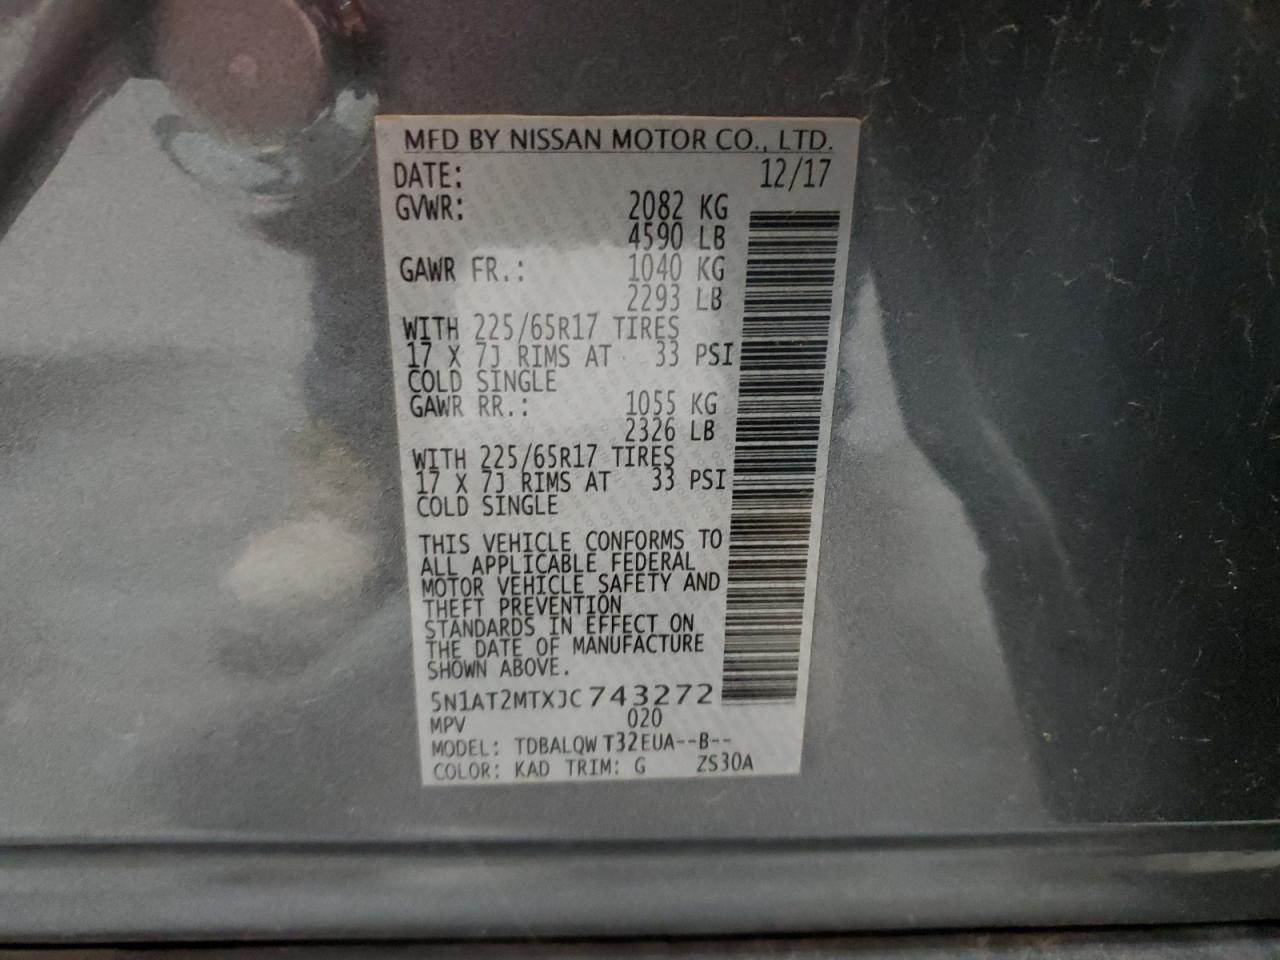 MFD BY NISSAN MOTOR CO., LTD.
DATE: 12/17
GVWR: 2082 KG
4590 LB
GAWR FR.: 1040 KG
2293 LB
WITH 225/65R17 TIRES
17 X 7J RIMS AT 33 PSI
COLD SINGLE
GAWR RR.: 1055 KG
2326 LB
WITH 225/65R17 TIRES
17 X 7J RIMS AT 33 PSI
COLD SINGLE
THIS VEHICLE CONFORMS TO
ALL APPLICABLE FEDERAL
MOTOR VEHICLE SAFETY AND
THEFT PREVENTION
STANDARDS IN EFFECT ON
THE DATE OF MANUFACTURE
SHOWN ABOVE.
5N1AT2MTXJC743272
MPV 020
MODEL: TDBALQW T32EUA--B--
COLOR: KAD TRIM: G ZS30A